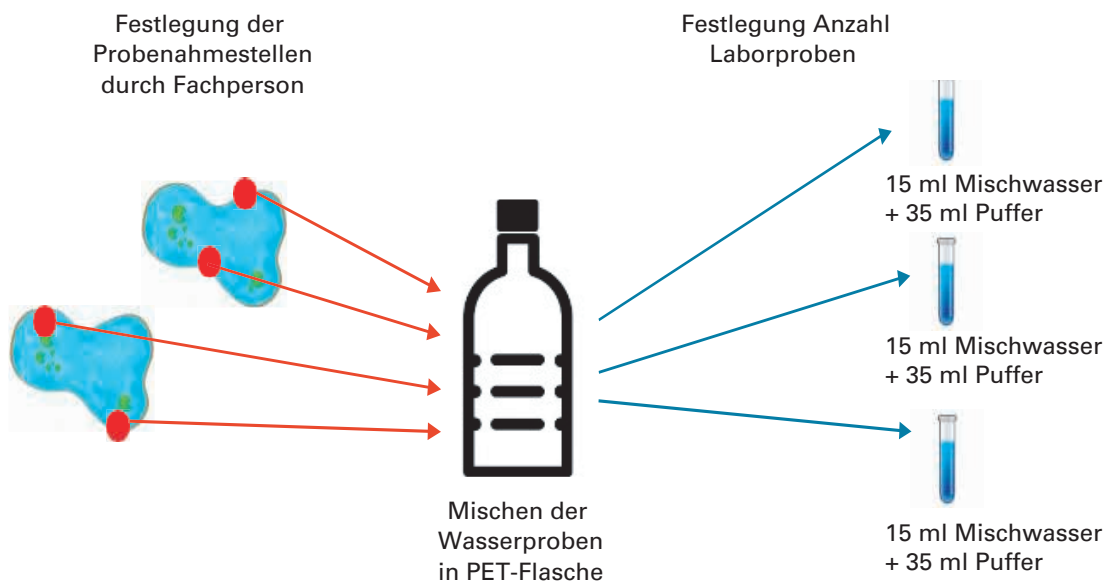 Festlegung der
Probenahmestellen
durch Fachperson
Festlegung Anzahl
Laborproben
15 ml Mischwasser
+ 35 ml Puffer
15 ml Mischwasser
+ 35 ml Puffer
15 ml Mischwasser
+ 35 ml Puffer
Mischen der
Wasserproben
in PET-Flasche